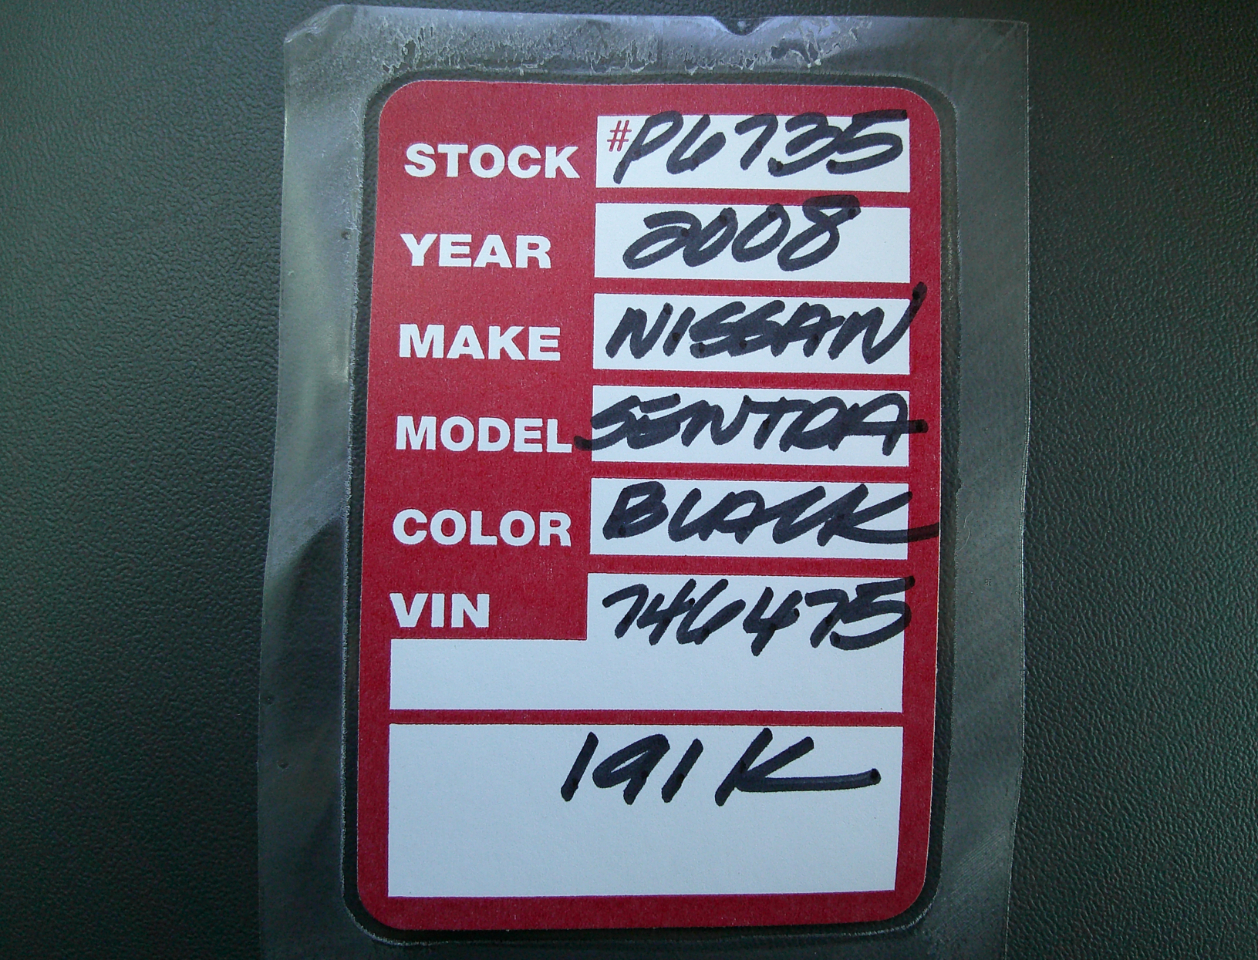 STOCK #P6735
YEAR 2008
MAKE NISSAN
MODEL SENTRA
COLOR BLACK
VIN 746475
191K